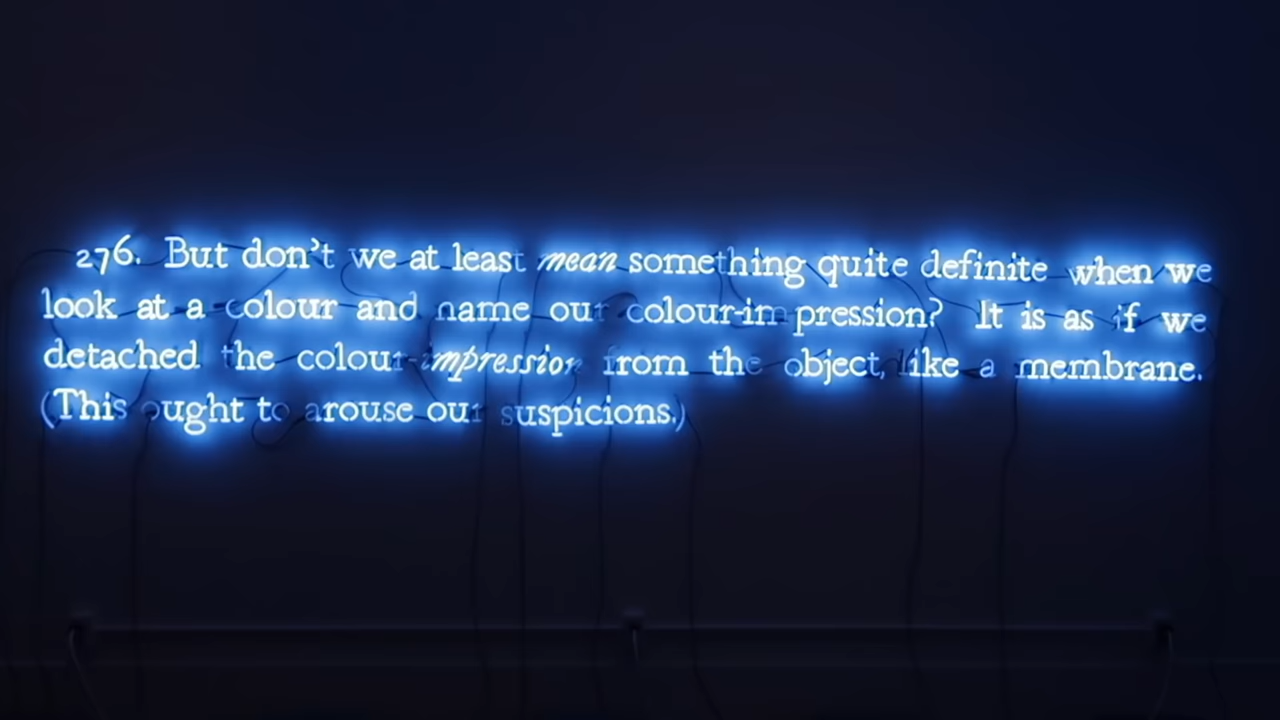 276. But don't we at least mean something quite definite when we
look at a colour and name our colour-im pression? It is as if we
detached the colour-impression from the object, like a membrane.
(This ought to arouse our suspicions.)